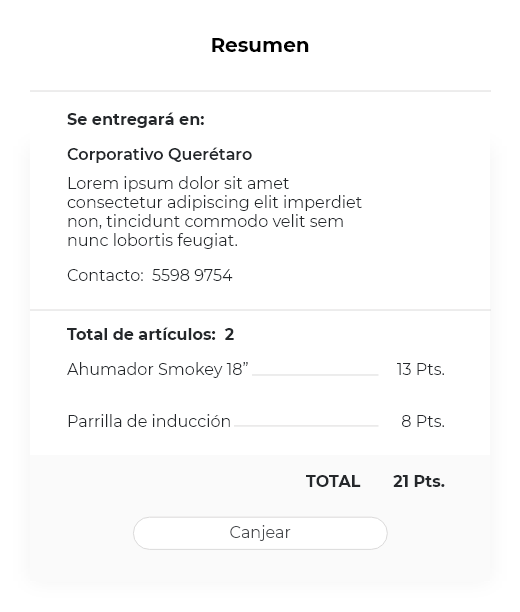 Resumen
Se entregará en:
Corporativo Querétaro
Lorem ipsum dolor sit amet
consectetur adipiscing elit imperdiet
non, tincidunt commodo velit sem
nunc lobortis feugiat.
Contacto: 5598 9754
Total de artículos: 2
Ahumador Smokey 18” 13 Pts.
Parrilla de inducción 8 Pts.
TOTAL 21 Pts.
Canjear